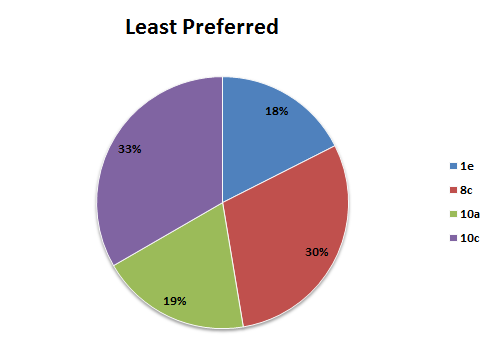 Least Preferred
18%
33%
1e
8c
10a
10c
30%
19%